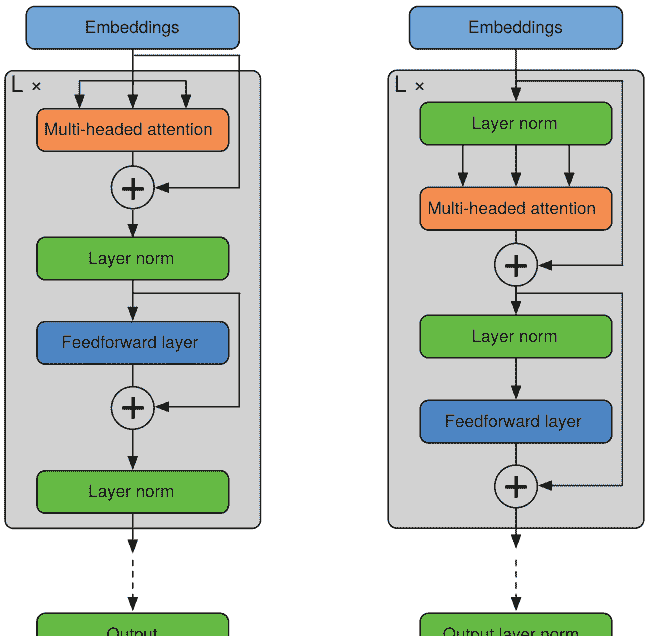 Embeddings
L ×
Multi-headed attention
+
Layer norm
Feedforward layer
+
Layer norm
Output
Embeddings
L ×
Layer norm
Multi-headed attention
+
Layer norm
Feedforward layer
+
Output layer norm